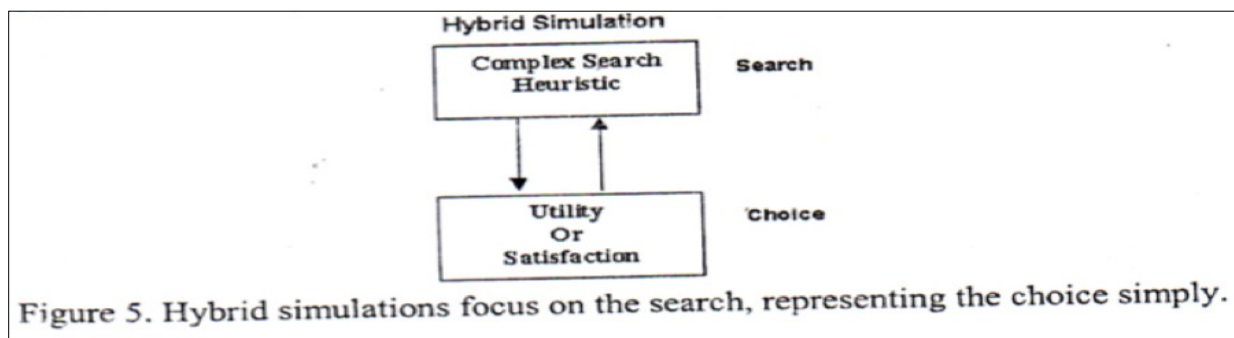 Hybrid Simulation
Complex Search
Heuristic
Search
Utility
Or
Satisfaction
Choice
Figure 5. Hybrid simulations focus on the search, representing the choice simply.